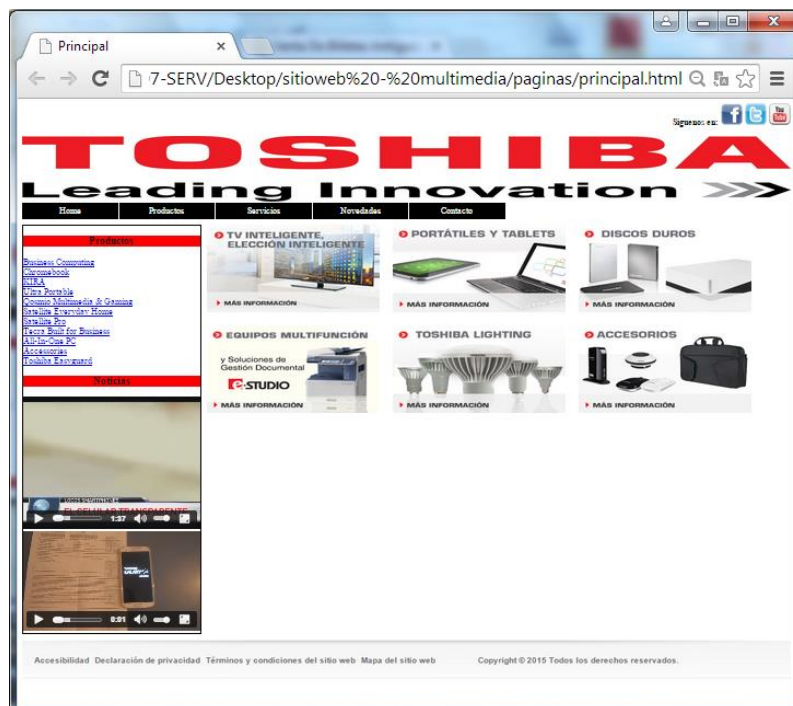 Principal
7-SERV/Desktop/sitioweb%20-%20multimedia/paginas/principal.html
Siguenos en:
You
Tube
TOSHIBA
Leading Innovation
Home Productos Servicios Novedades Contacto
Productos
Business Computing
Chromebook
KIRA
Ultra Portable
Qosmio Multimedia & Gaming
Satellite Everyday Home
Satellite Pro
Tecra Built for Business
All-In-One PC
Accessories
Toshiba Easyguard
Noticias
EL CELULAR TRANSPARENTE
1:37
0:01
TV INTELIGENTE,
ELECCIÓN INTELIGENTE
MÁS INFORMACIÓN
PORTÁTILES Y TABLETS
MÁS INFORMACIÓN
DISCOS DUROS
MÁS INFORMACIÓN
EQUIPOS MULTIFUNCIÓN
y Soluciones de
Gestión Documental
e-STUDIO
MÁS INFORMACIÓN
TOSHIBA LIGHTING
MÁS INFORMACIÓN
ACCESORIOS
MÁS INFORMACIÓN
Accesibilidad Declaración de privacidad Términos y condiciones del sitio web Mapa del sitio web Copyright © 2015 Todos los derechos reservados.